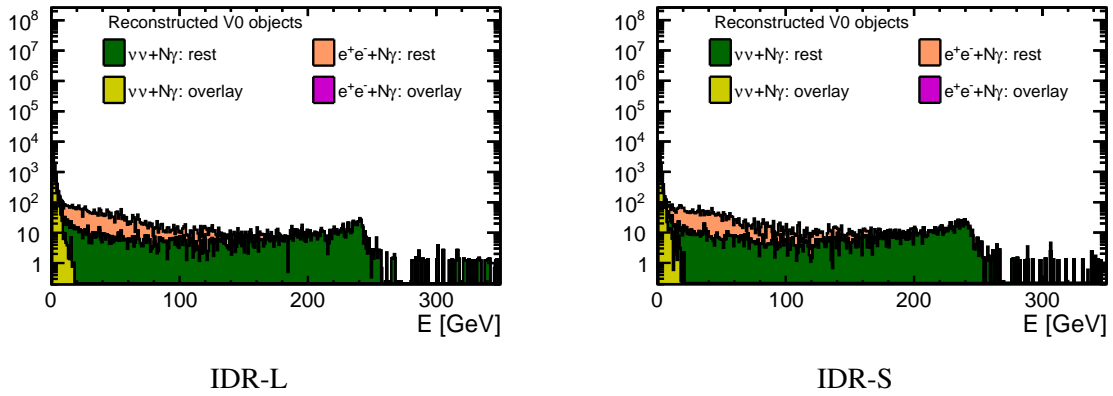 Reconstructed V0 objects
νν+Nγ: rest
e⁺e⁻+Nγ: rest
νν+Nγ: overlay
e⁺e⁻+Nγ: overlay
10⁸
10⁷
10⁶
10⁵
10⁴
10³
10²
10
1
0 100 200 300
E [GeV]
IDR-L
Reconstructed V0 objects
νν+Nγ: rest
e⁺e⁻+Nγ: rest
νν+Nγ: overlay
e⁺e⁻+Nγ: overlay
10⁸
10⁷
10⁶
10⁵
10⁴
10³
10²
10
1
0 100 200 300
E [GeV]
IDR-S